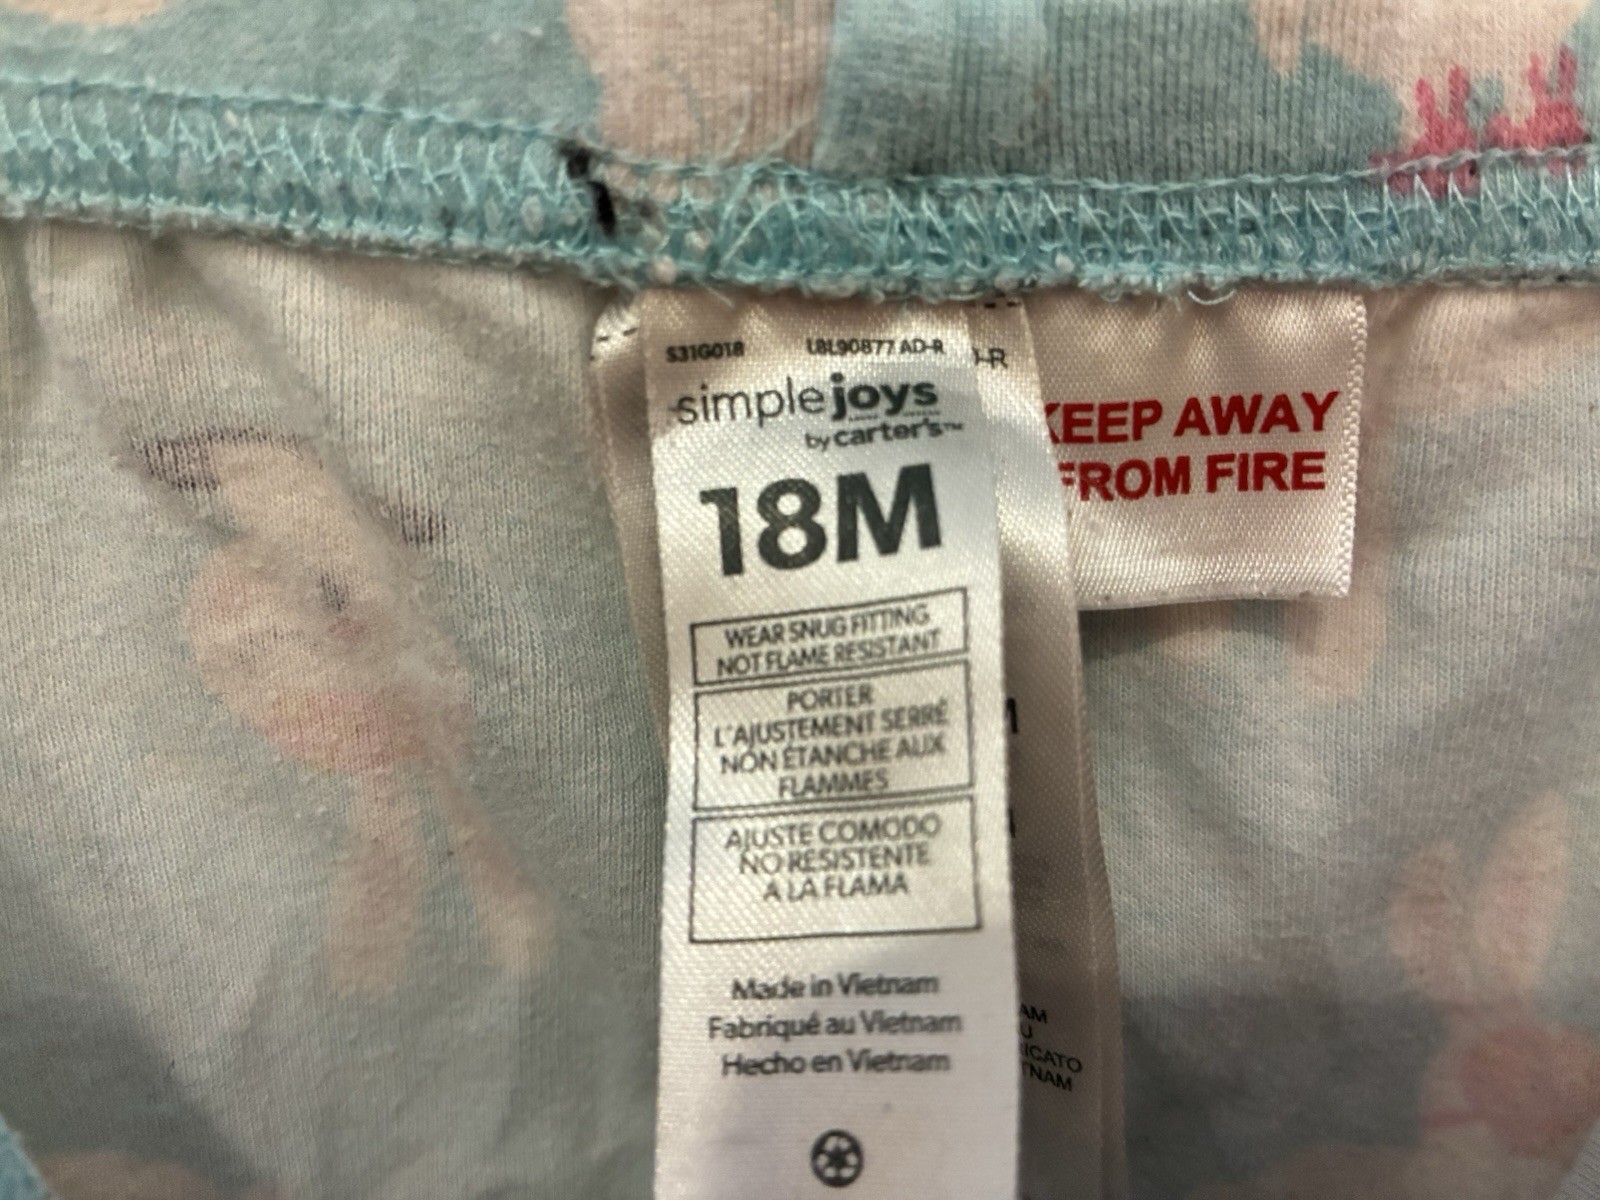 S31G018 L8L90877 AD-R
simple joys
by carter's™
18M
WEAR SNUG FITTING
NOT FLAME RESISTANT
PORTER
L'AJUSTEMENT SERRÉ
NON ÉTANCHE AUX
FLAMMES
AJUSTE COMODO
NO RESISTENTE
A LA FLAMA
Made in Vietnam
Fabriqué au Vietnam
Hecho en Vietnam
KEEP AWAY
FROM FIRE